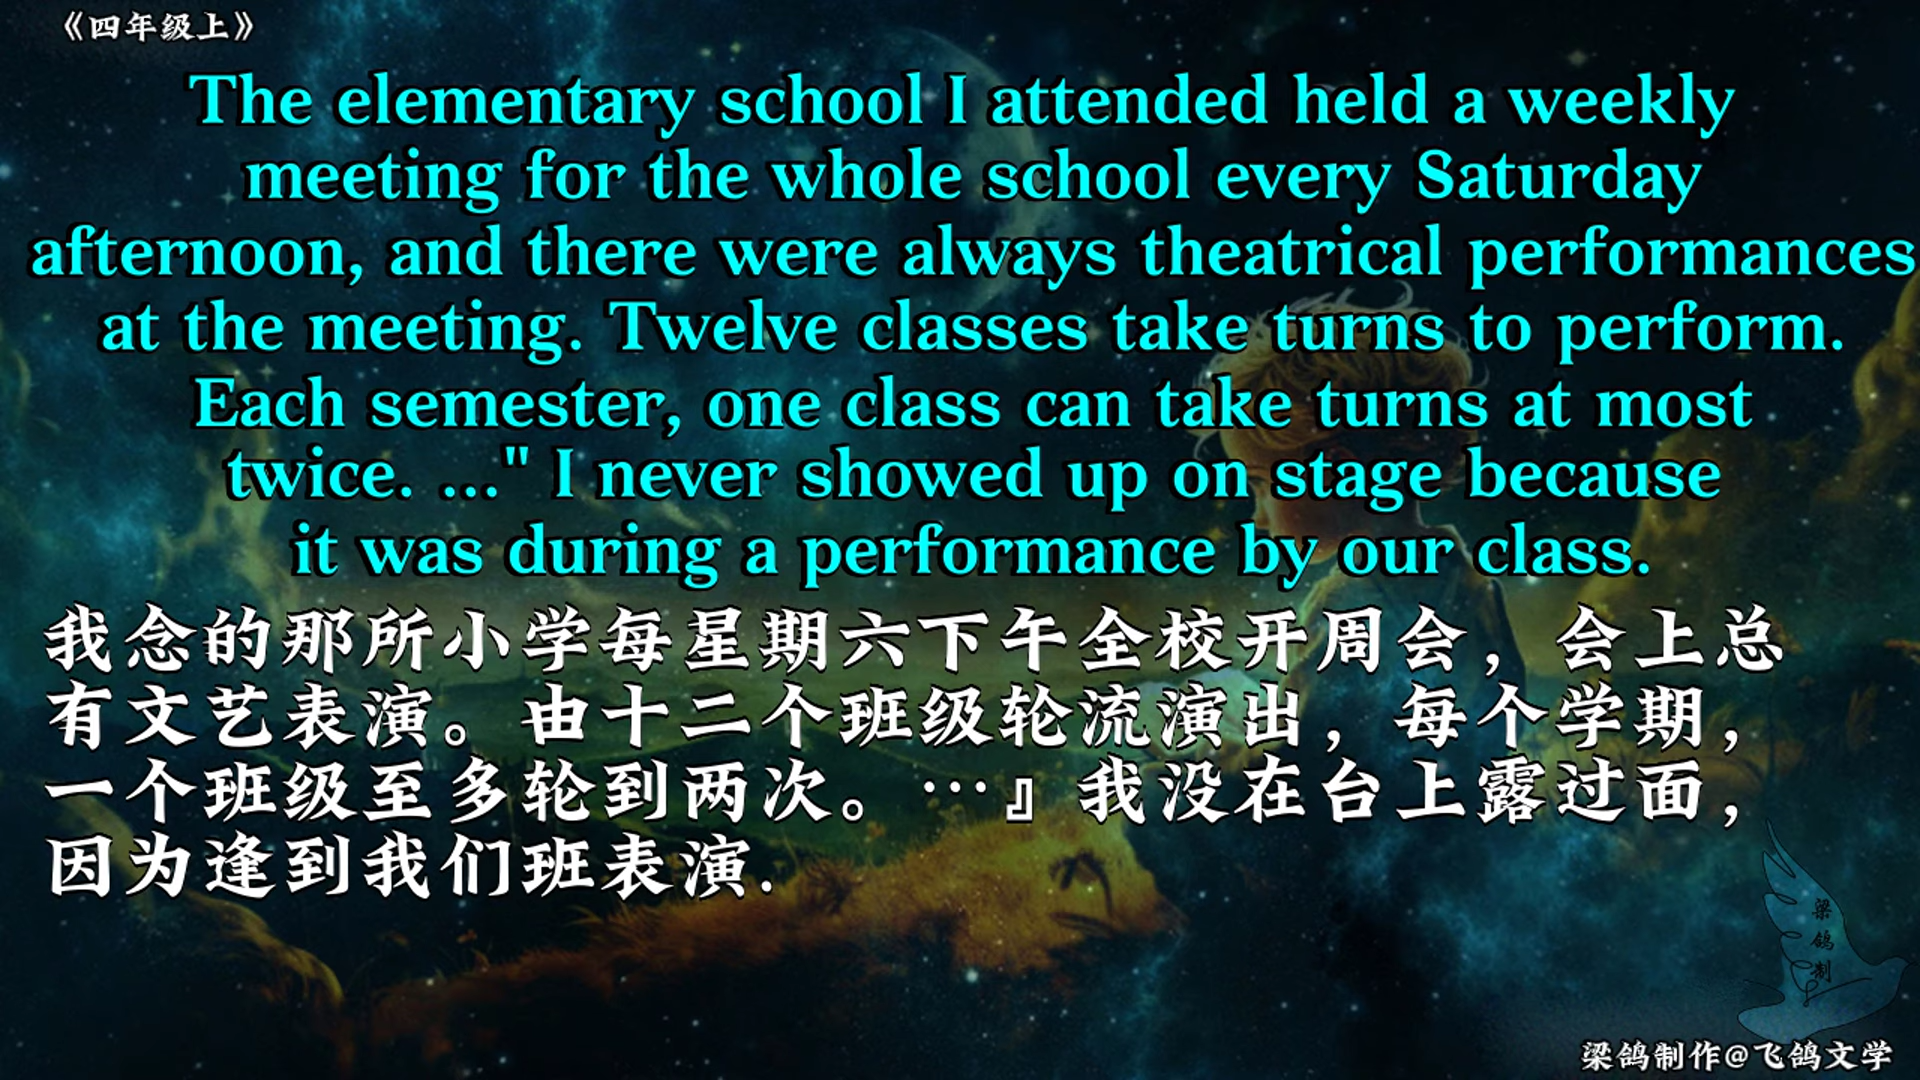 《四年级上》
The elementary school I attended held a weekly
meeting for the whole school every Saturday
afternoon, and there were always theatrical performances
at the meeting. Twelve classes take turns to perform.
Each semester, one class can take turns at most
twice. ..." I never showed up on stage because
it was during a performance by our class.
我念的那所小学每星期六下午全校开周会，会上总
有文艺表演。由十二个班级轮流演出，每个学期，
一个班级至多轮到两次。…』我没在台上露过面，
因为逢到我们班表演.
梁
鸽
制
梁鸽制作@飞鸽文学